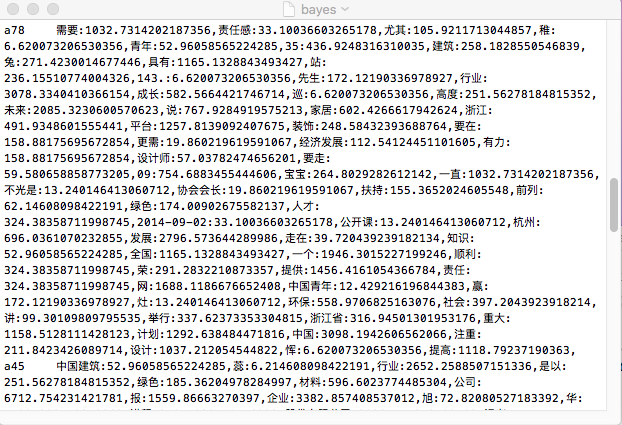 bayes
a78 需要:1032.7314202187356,责任感:33.10036603265178,尤其:105.9211713044857,稚:
6.620073206530356,青年:52.96058565224285,35:436.9248316310035,建筑:258.1828550546839,
兔:271.4230014677446,具有:1165.1328843493427,站:
236.15510774004326,143.:6.620073206530356,先生:172.12190336978927,行业:
3078.3340410366154,成长:582.5664421746714,巡:6.620073206530356,高度:251.56278184815352,
未来:2085.3230600570623,说:767.9284919575213,家居:602.4266617942624,浙江:
491.9348601555441,平台:1257.8139092407675,装饰:248.58432393688764,要在:
158.88175695672854,更需:19.860219619591067,经济发展:112.54124451101605,有力:
158.88175695672854,设计师:57.03782474656201,要走:
59.580658858773205,09:754.6883455444606,宝宝:264.8029282612142,一直:1032.7314202187356,
不光是:13.240146413060712,协会会长:19.860219619591067,扶持:155.3652024605548,前列:
62.14608098422191,绿色:174.00902675582137,人才:
324.38358711998745,2014-09-02:33.10036603265178,公开课:13.240146413060712,杭州:
696.0361070232855,发展:2796.573644289986,走在:39.720439239182134,知识:
52.96058565224285,全国:1165.1328843493427,一个:1946.3015227199246,顺利:
324.38358711998745,荣:291.2832210873357,提供:1456.4161054366784,责任:
324.38358711998745,网:1688.1186676652408,中国青年:12.429216196844383,赢:
172.12190336978927,灶:13.240146413060712,环保:558.9706825163076,社会:397.2043923918214,
讲:99.30109809795535,举行:337.62373353304815,浙江省:316.94501301953176,重大:
1158.5128111428123,计划:1292.638484471816,中国:3098.1942606562066,注重:
211.8423426089714,设计:1037.212054544822,恽:6.620073206530356,提高:1118.79237190363,
a45 中国建筑:52.96058565224285,蕊:6.214608098422191,行业:2652.2588507151336,是以:
251.56278184815352,绿色:185.36204978284997,材料:596.6023774485304,公司:
6712.754231421781,报:1559.86663270397,企业:3382.857408537012,旭:72.82080527183392,华: